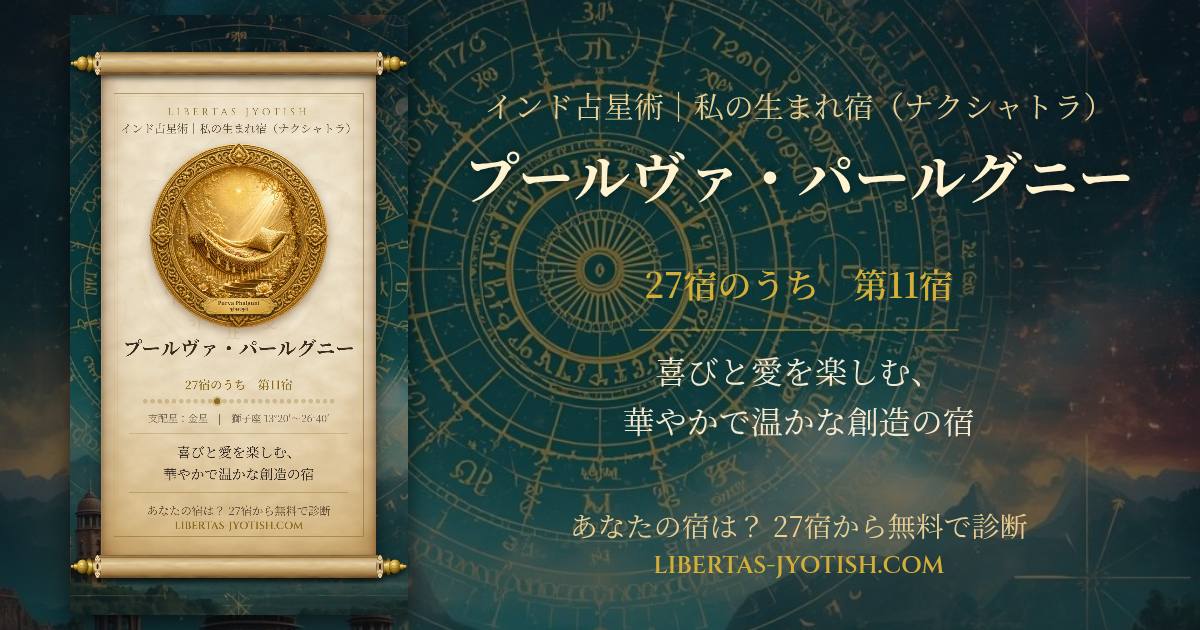 LIBERTAS JYOTISH
インド占星術｜私の生まれ宿（ナクシャトラ）
Purva Phalguni
プールヴァ・パールグニー
27宿のうち　第11宿
支配星：金星　|　獅子座 13°20′〜26°40′
喜びと愛を楽しむ、
華やかで温かな創造の宿
あなたの宿は？ 27宿から無料で診断
LIBERTAS-JYOTISH.COM
インド占星術｜私の生まれ宿（ナクシャトラ）
プールヴァ・パールグニー
27宿のうち　第11宿
喜びと愛を楽しむ、
華やかで温かな創造の宿
あなたの宿は？ 27宿から無料で診断
LIBERTAS-JYOTISH.COM